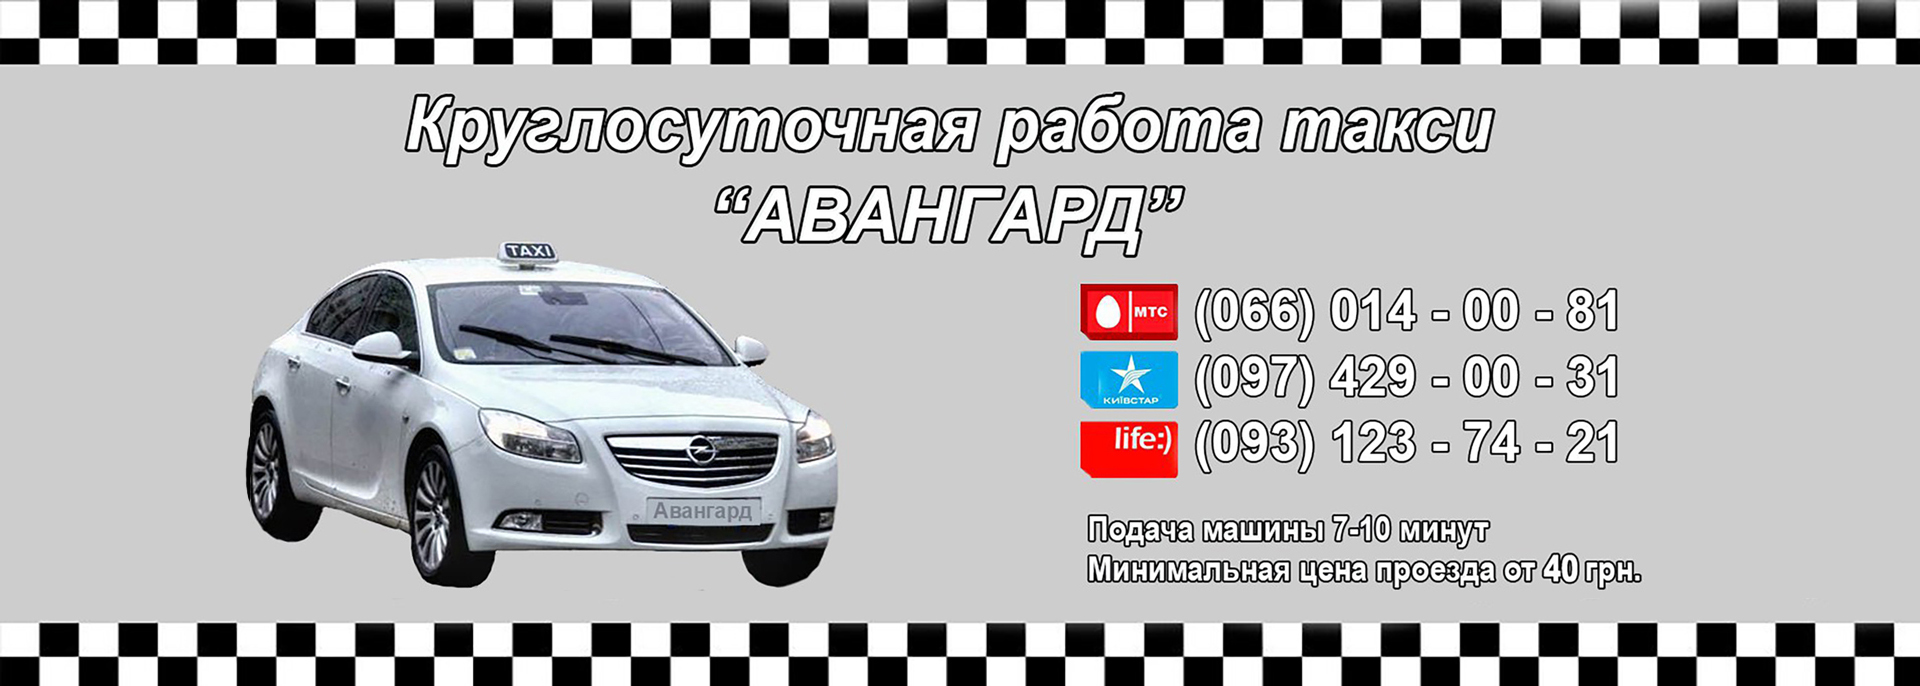 Круглосуточная работа такси
“АВАНГАРД”
TAXI
МТС (066) 014 - 00 - 81
КИЇВСТАР (097) 429 - 00 - 31
life:) (093) 123 - 74 - 21
Авангард
Подача машины 7-10 минут
Минимальная цена проезда от 40 грн.